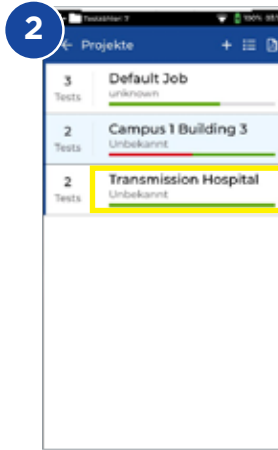 2
Testzähler: 7
100%
← Projekte
3 Default Job
Tests unknown
2 Campus 1 Building 3
Tests Unbekannt
2 Transmission Hospital
Tests Unbekannt